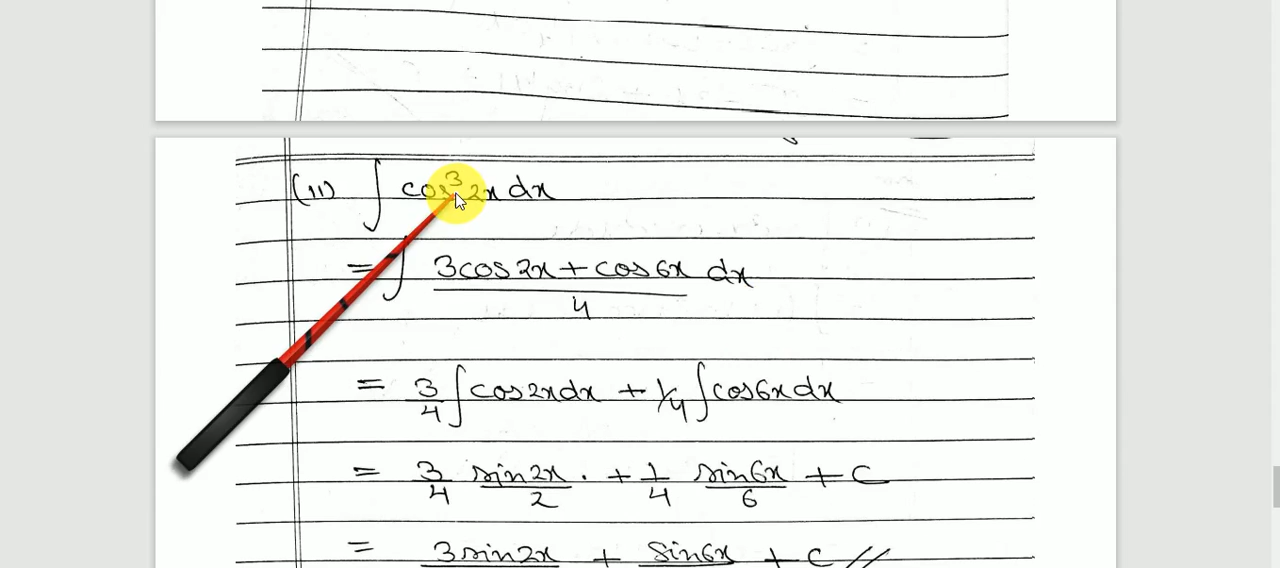 (11) ∫ cos³2x dx
= ∫ 3cos2x + cos6x dx
4
= 3/4 ∫ cos2x dx + 1/4 ∫ cos6x dx
= 3/4 sin2x/2 . + 1/4 sin6x/6 + C
= 3sin2x + sin6x + C //